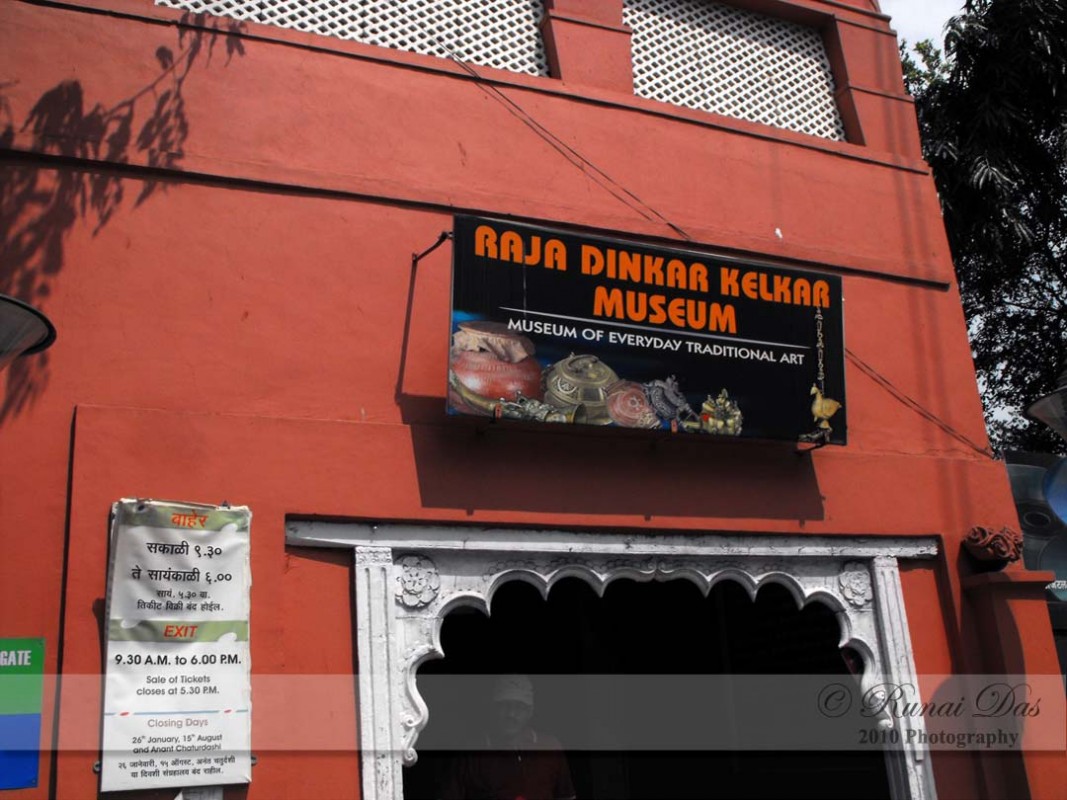 RAJA DINKAR KELKAR
MUSEUM
MUSEUM OF EVERYDAY TRADITIONAL ART
बाहेर
सकाळी ९.३०
ते सायंकाळी ६.००
सायं. ५.३० वा.
तिकीट विक्री बंद होईल.
EXIT
9.30 A.M. to 6.00 P.M.
Sale of Tickets
closes at 5.30 P.M.
Closing Days
26th January, 15th August
and Anant Chaturdashi
२६ जानेवारी, १५ ऑगस्ट, अनंत चतुर्दशी
या दिवशी संग्रहालय बंद राहील.
GATE
© Runai Das
2010 Photography